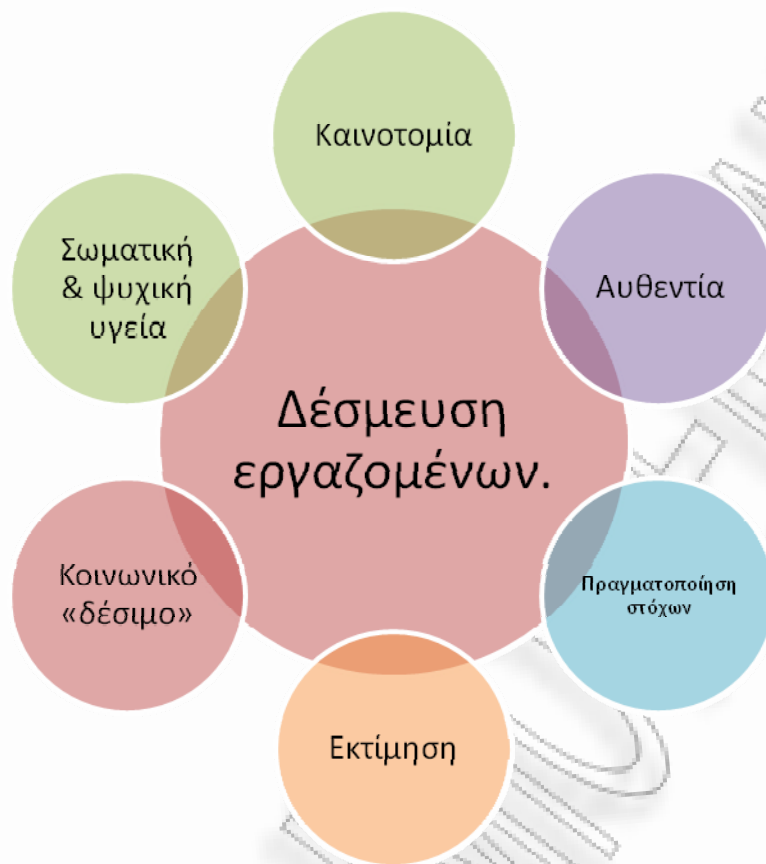 Καινοτομία
Αυθεντία
Πραγματοποίηση
στόχων
Εκτίμηση
Κοινωνικό
«δέσιμο»
Σωματική
& ψυχική
υγεία
Δέσμευση
εργαζομένων.